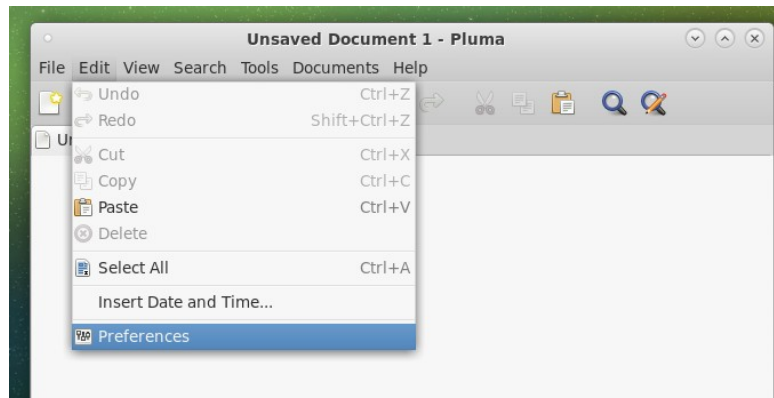 Unsaved Document 1 - Pluma
File Edit View Search Tools Documents Help
Undo Ctrl+Z
Redo Shift+Ctrl+Z
Cut Ctrl+X
Copy Ctrl+C
Paste Ctrl+V
Delete
Select All Ctrl+A
Insert Date and Time...
Preferences